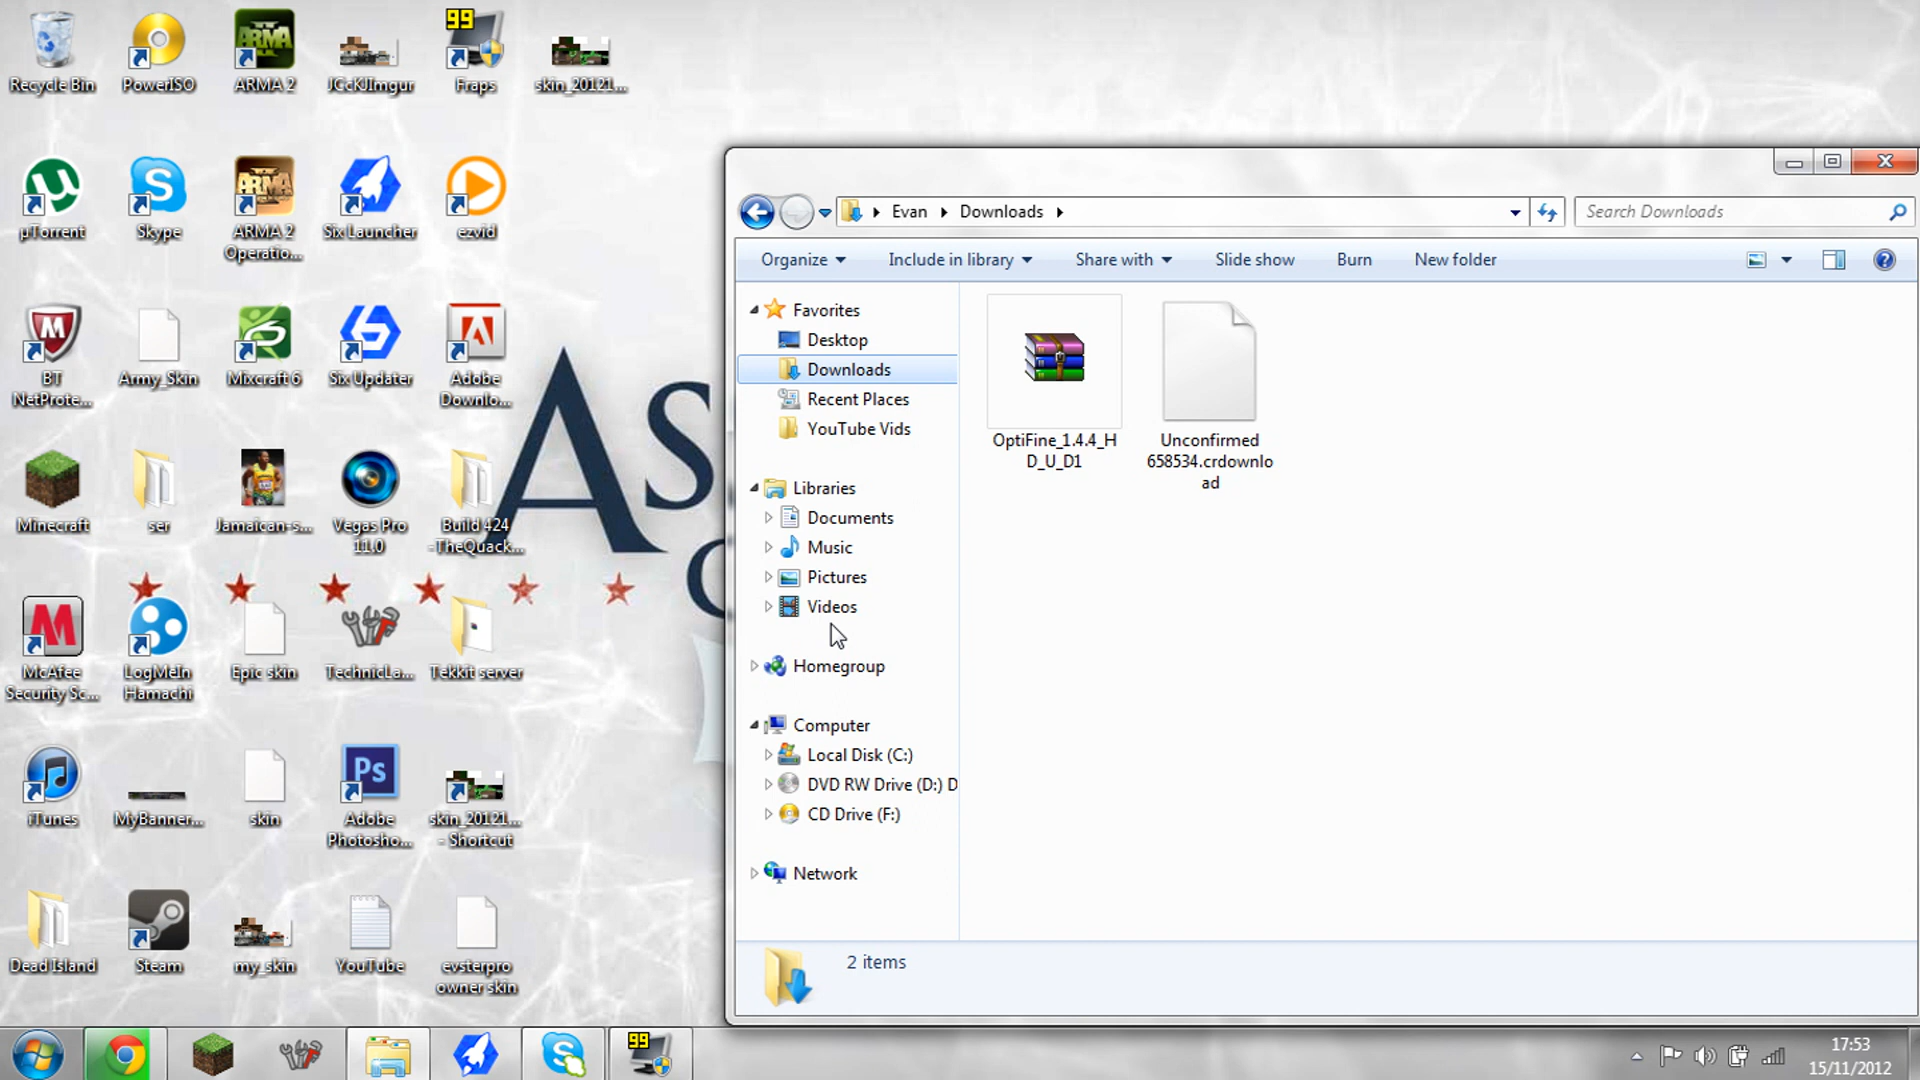 Recycle Bin
PowerISO
ARMA 2
JCcKJImgur
99
Fraps
skin_20121...
µTorrent
Skype
ARMA 2
Operatio...
Six Launcher
ezvid
BT
NetProte...
Army_Skin
Mixcraft 6
Six Updater
Adobe
Downlo...
Minecraft
ser
Jamaican-s...
Vegas Pro
11.0
Build 424
-TheQuack...
McAfee
Security Sc...
LogMeIn
Hamachi
Epic skin
TechnicLa...
Tekkit server
iTunes
MyBanner...
skin
Ps
Adobe
Photosho...
skin_20121...
- Shortcut
Dead Island
Steam
my_skin
YouTube
evsterpro
owner skin
As
Evan
Downloads
Search Downloads
Organize
Include in library
Share with
Slide show
Burn
New folder
Favorites
Desktop
Downloads
Recent Places
YouTube Vids
Libraries
Documents
Music
Pictures
Videos
Homegroup
Computer
Local Disk (C:)
DVD RW Drive (D:) D
CD Drive (F:)
Network
OptiFine_1.4.4_H
D_U_D1
Unconfirmed
658534.crdownlo
ad
2 items
99
17:53
15/11/2012